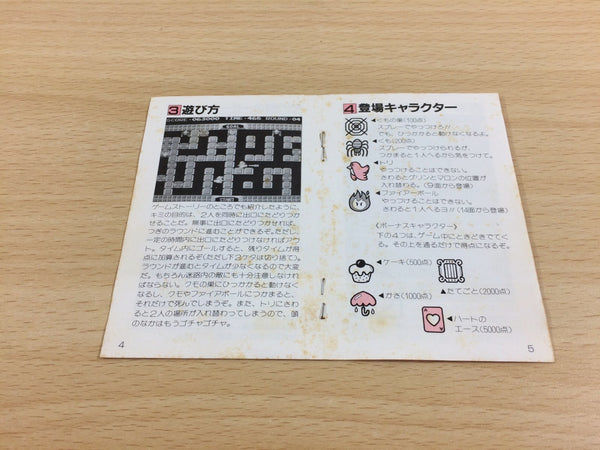 3 遊び方
SCORE-063000 TIME-466 ROUND-04
GOAL
START
ゲームストーリーのところでも紹介したように、
キミの目的は、2人を同時に出口にたどりつか
せることだ。無事に出口にたどりつかせれば、
つぎのラウンドに進むことができるぞ。ただし、
一定の時間内に出口にたどりつけなければアウ
ト。タイム内にゴールすると、残りタイムが得
点に加算されるぞ(ただし下2ケタは切り捨て)。
ラウンドが進むとタイムが少なくなるので大変
だ。もちろん迷路内の敵にも十分注意しなけれ
ばならない。クモの巣にひっかかると動けなく
なるし、クモやファイアーボールにつかまると、
それだけで死んでしまうぞ。また、トリにさわ
ると2人の場所が入れ替わってしまうので、頭
のなかはもうゴチャゴチャ。
4
4 登場キャラクター
◀くもの巣(100点)
スプレーでやっつけろ!!
でも、ひっかかると動けなくなるよ。
◀くも(200点)
スプレーでやっつけられるが、
つかまると1人へるから気をつけて。
◀トリ
やっつけることはできない。
さわるとグリンとマロンの位置が
入れ替わる。(9面から登場)
◀ファイアーボール
やっつけることはできない。
さわると1人へるヨ!!(14面から登場)
〈ボーナスキャラクター〉
下の4つは、ゲーム中にときどきでてく
る。その上を通るだけで得点になるぞ。
◀ケーキ(500点)
▲たてごと(2000点)
◀かさ(1000点)
◀ハートの
エース(5000点)
5